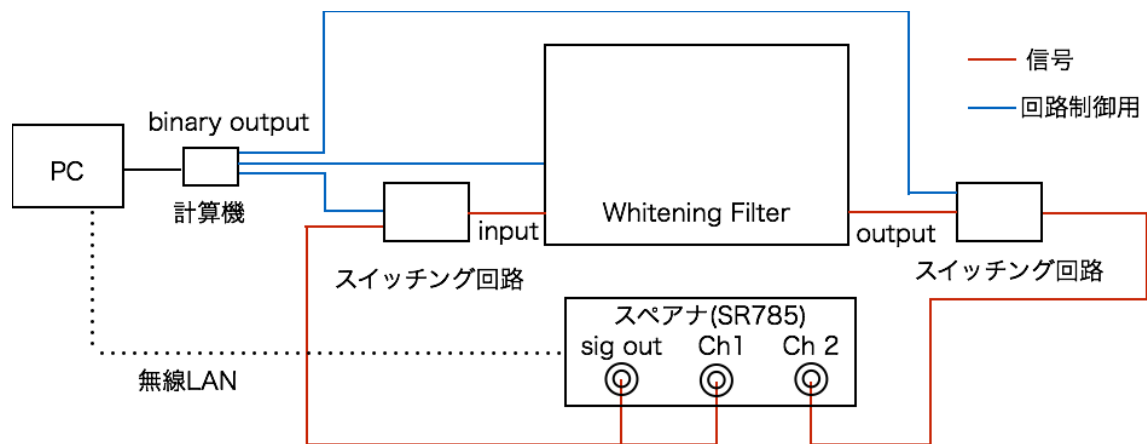 信号
回路制御用
binary output
PC
計算機
Whitening Filter
input
output
スイッチング回路
スイッチング回路
スペアナ(SR785)
sig out Ch1 Ch 2
無線LAN